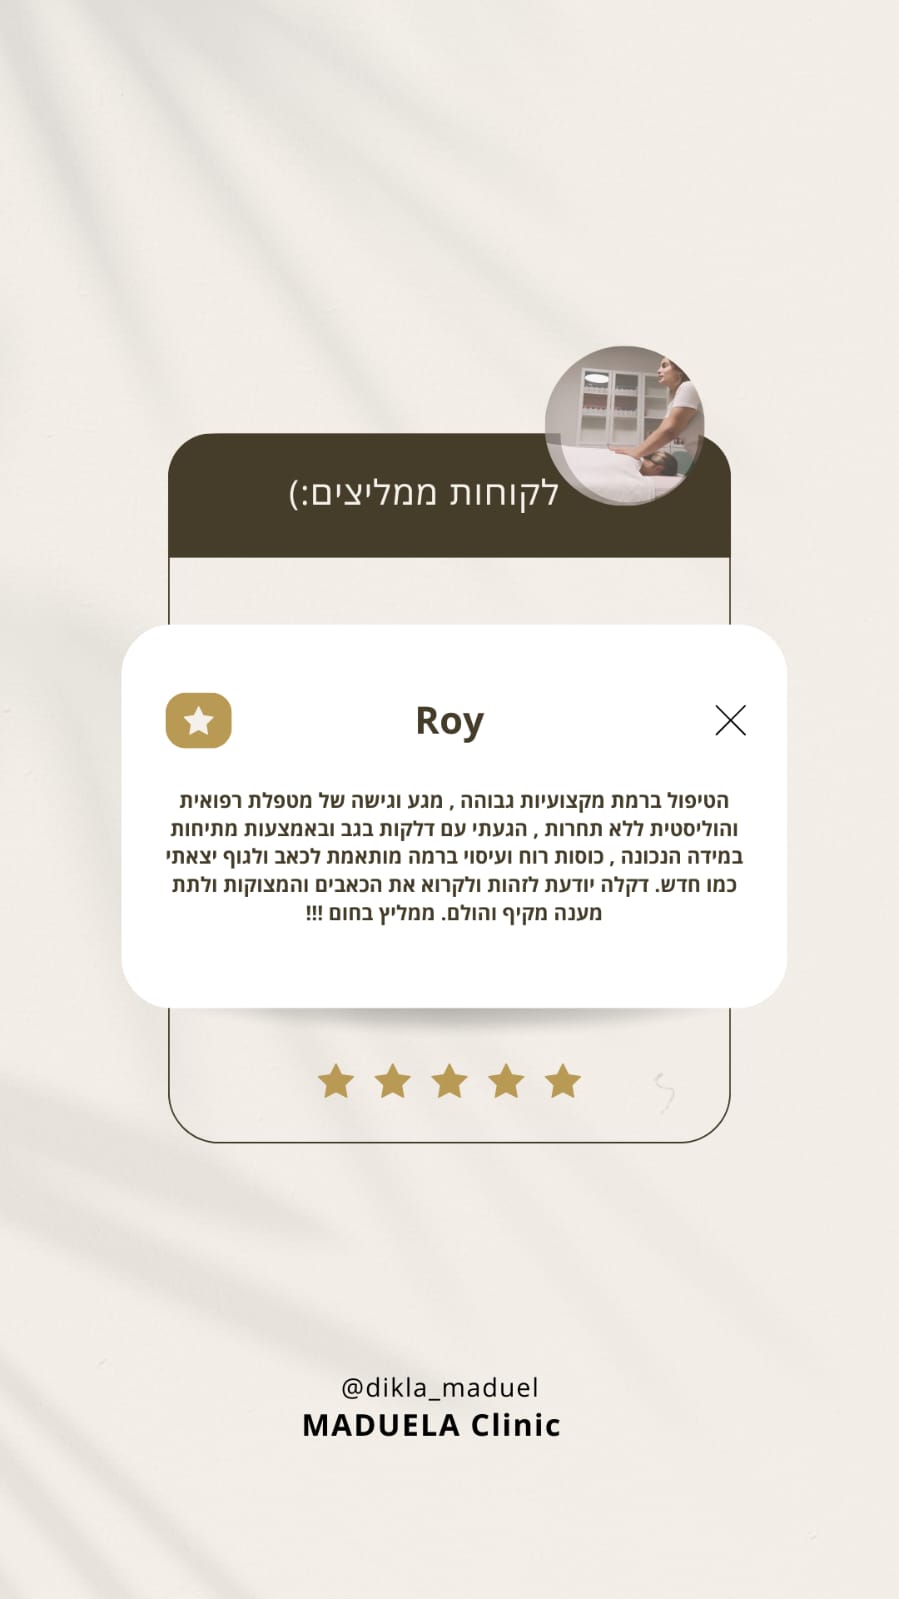 לקוחות ממליצים:)
Roy
הטיפול ברמת מקצועיות גבוהה , מגע וגישה של מטפלת רפואית
והוליסטית ללא תחרות , הגעתי עם דלקות בגב ובאמצעות מתיחות
במידה הנכונה , כוסות רוח ועיסוי ברמה מותאמת לכאב ולגוף יצאתי
כמו חדש. דקלה יודעת לזהות ולקרוא את הכאבים והמצוקות ולתת
מענה מקיף והולם. ממליץ בחום !!!
@dikla_maduel
MADUELA Clinic